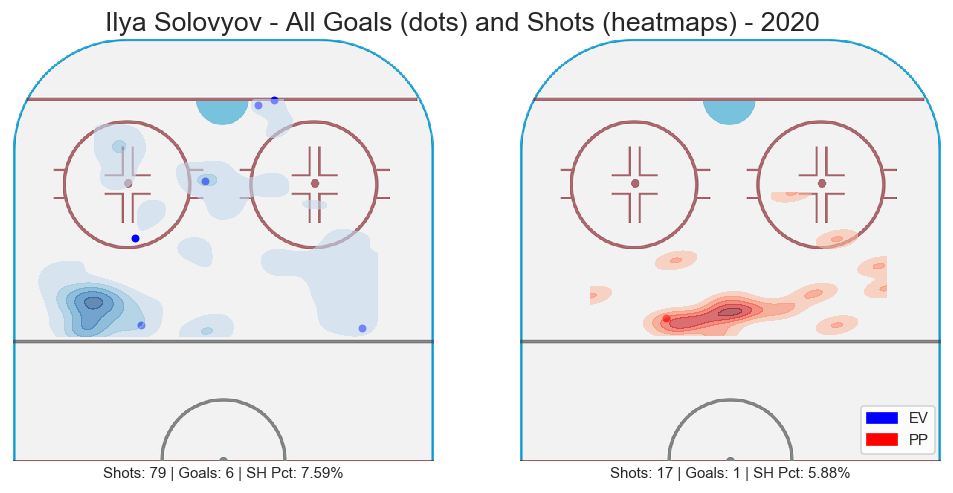 Ilya Solovyov - All Goals (dots) and Shots (heatmaps) - 2020
EV
PP
Shots: 79 | Goals: 6 | SH Pct: 7.59%
Shots: 17 | Goals: 1 | SH Pct: 5.88%